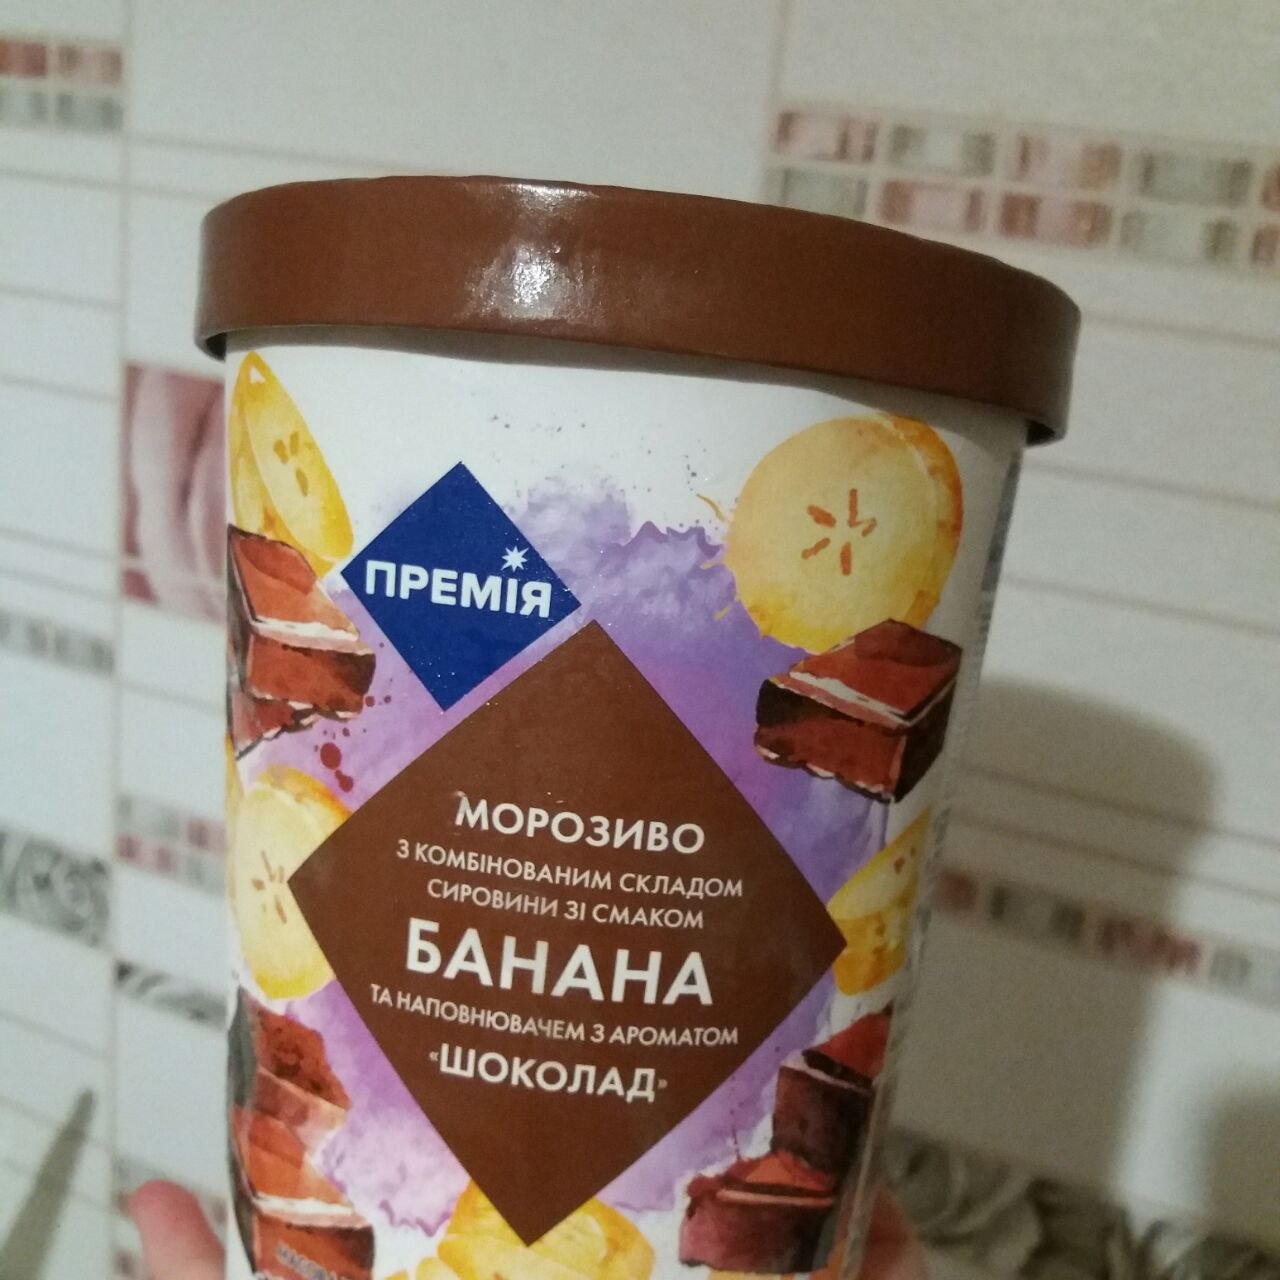 ПРЕМІЯ
МОРОЗИВО
З КОМБІНОВАНИМ СКЛАДОМ
СИРОВИНИ ЗІ СМАКОМ
БАНАНА
ТА НАПОВНЮВАЧЕМ З АРОМАТОМ
«ШОКОЛАД»